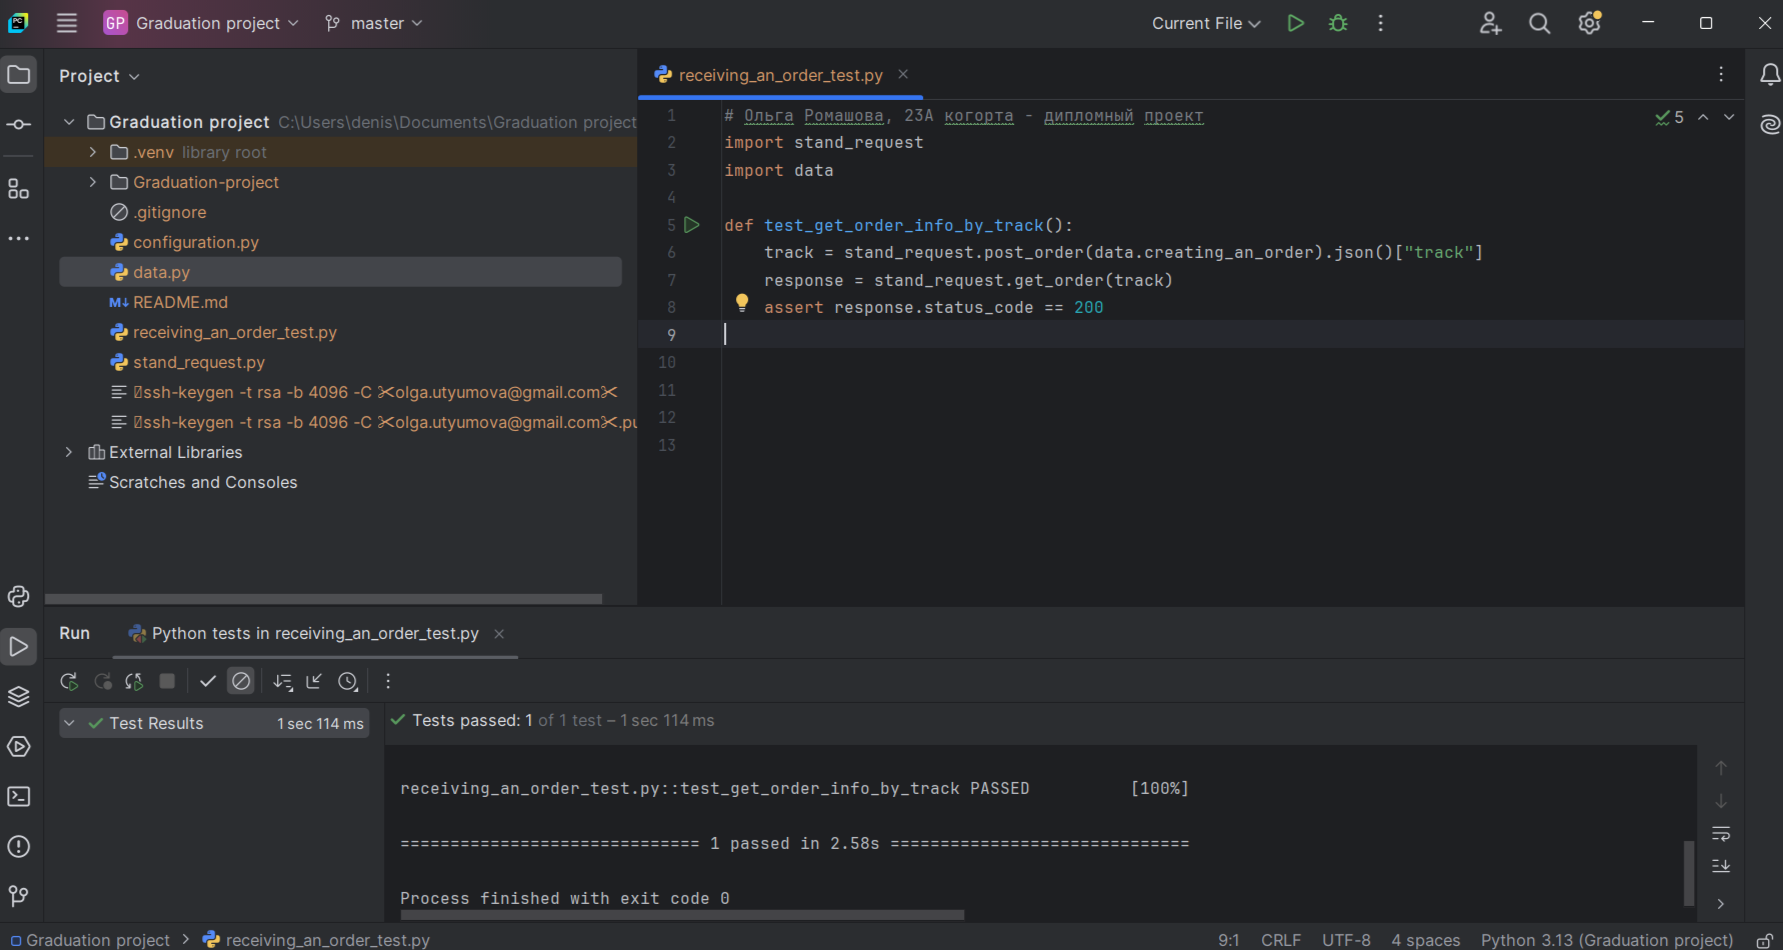 GP Graduation project master Current File
Project
Graduation project C:\Users\denis\Documents\Graduation project
.venv library root
Graduation-project
.gitignore
configuration.py
data.py
M↓ README.md
receiving_an_order_test.py
stand_request.py
ssh-keygen -t rsa -b 4096 -C olga.utyumova@gmail.com
ssh-keygen -t rsa -b 4096 -C olga.utyumova@gmail.com.pu
External Libraries
Scratches and Consoles
receiving_an_order_test.py
5
1 # Ольга Ромашова, 23А когорта - дипломный проект
2 import stand_request
3 import data
4
5 def test_get_order_info_by_track():
6 track = stand_request.post_order(data.creating_an_order).json()["track"]
7 response = stand_request.get_order(track)
8 assert response.status_code == 200
9
10
11
12
13
Run Python tests in receiving_an_order_test.py
Test Results 1 sec 114 ms
Tests passed: 1 of 1 test – 1 sec 114 ms
receiving_an_order_test.py::test_get_order_info_by_track PASSED [100%]
============================== 1 passed in 2.58s ==============================
Process finished with exit code 0
Graduation project > receiving_an_order_test.py 9:1 CRLF UTF-8 4 spaces Python 3.13 (Graduation project)